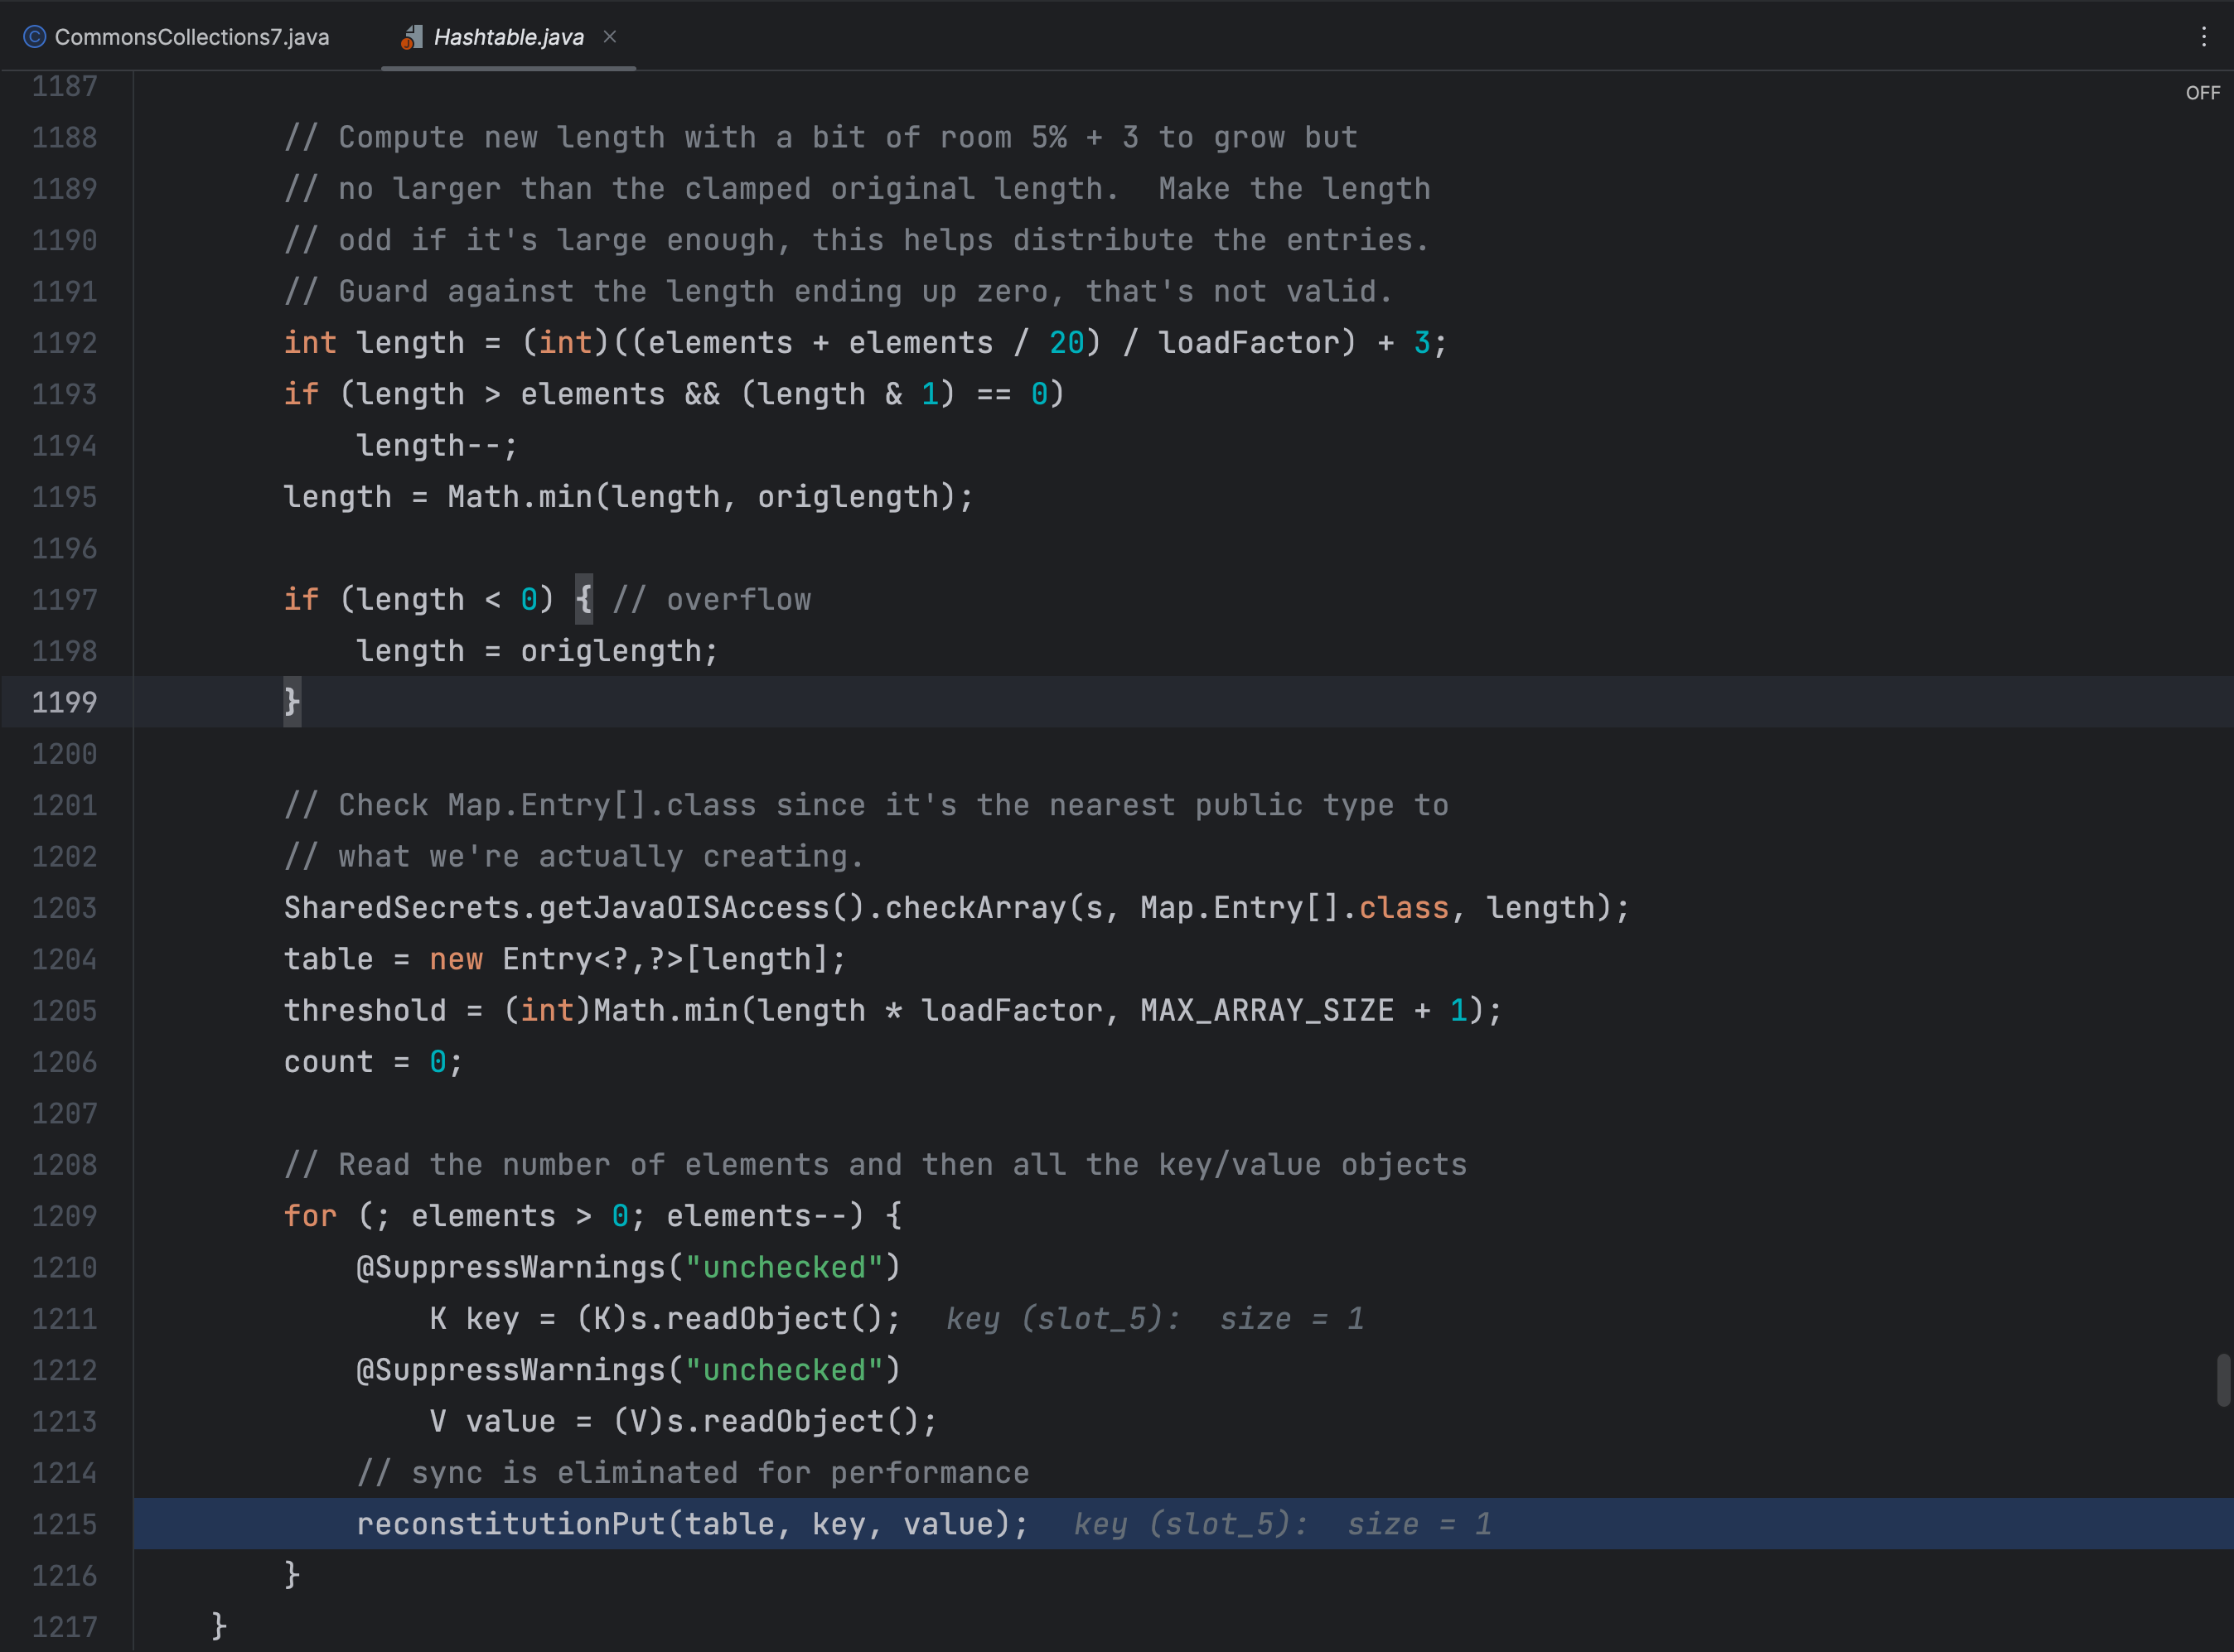 CommonsCollections7.java Hashtable.java
OFF
1187
1188 // Compute new length with a bit of room 5% + 3 to grow but
1189 // no larger than the clamped original length.  Make the length
1190 // odd if it's large enough, this helps distribute the entries.
1191 // Guard against the length ending up zero, that's not valid.
1192 int length = (int)((elements + elements / 20) / loadFactor) + 3;
1193 if (length > elements && (length & 1) == 0)
1194 length--;
1195 length = Math.min(length, origlength);
1196
1197 if (length < 0) { // overflow
1198 length = origlength;
1199 }
1200
1201 // Check Map.Entry[].class since it's the nearest public type to
1202 // what we're actually creating.
1203 SharedSecrets.getJavaOISAccess().checkArray(s, Map.Entry[].class, length);
1204 table = new Entry<?,?>[length];
1205 threshold = (int)Math.min(length * loadFactor, MAX_ARRAY_SIZE + 1);
1206 count = 0;
1207
1208 // Read the number of elements and then all the key/value objects
1209 for (; elements > 0; elements--) {
1210 @SuppressWarnings("unchecked")
1211 K key = (K)s.readObject(); key (slot_5): size = 1
1212 @SuppressWarnings("unchecked")
1213 V value = (V)s.readObject();
1214 // sync is eliminated for performance
1215 reconstitutionPut(table, key, value); key (slot_5): size = 1
1216 }
1217 }